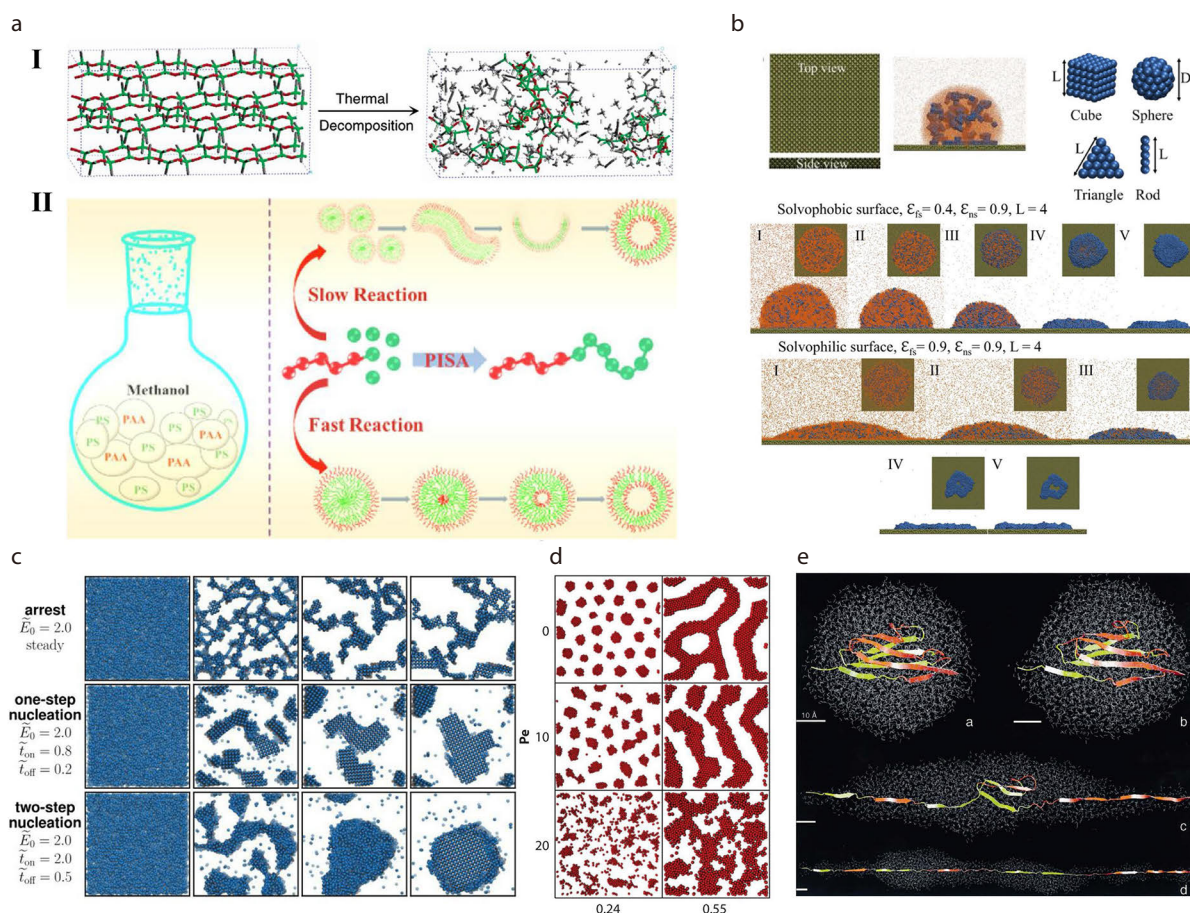 a
I
Thermal
Decomposition
II
Slow Reaction
PISA
Fast Reaction
Methanol
PS
PS
PAA
PS
PAA
PS
PAA
PS
PS
b
Top view
Side view
L
Cube
D
Sphere
L
Triangle
L
Rod
Solvophobic surface, Ɛfs= 0.4, Ɛns= 0.9, L = 4
I II III IV V
Solvophilic surface, Ɛfs= 0.9, Ɛns= 0.9, L = 4
I II III
IV V
c
arrest
Ẽ0 = 2.0
steady
one-step
nucleation
Ẽ0 = 2.0
t̃on = 0.8
t̃off = 0.2
two-step
nucleation
Ẽ0 = 2.0
t̃on = 2.0
t̃off = 0.5
d
Pe
0
10
20
0.24 0.55
e
10 Å
a
b
c
d